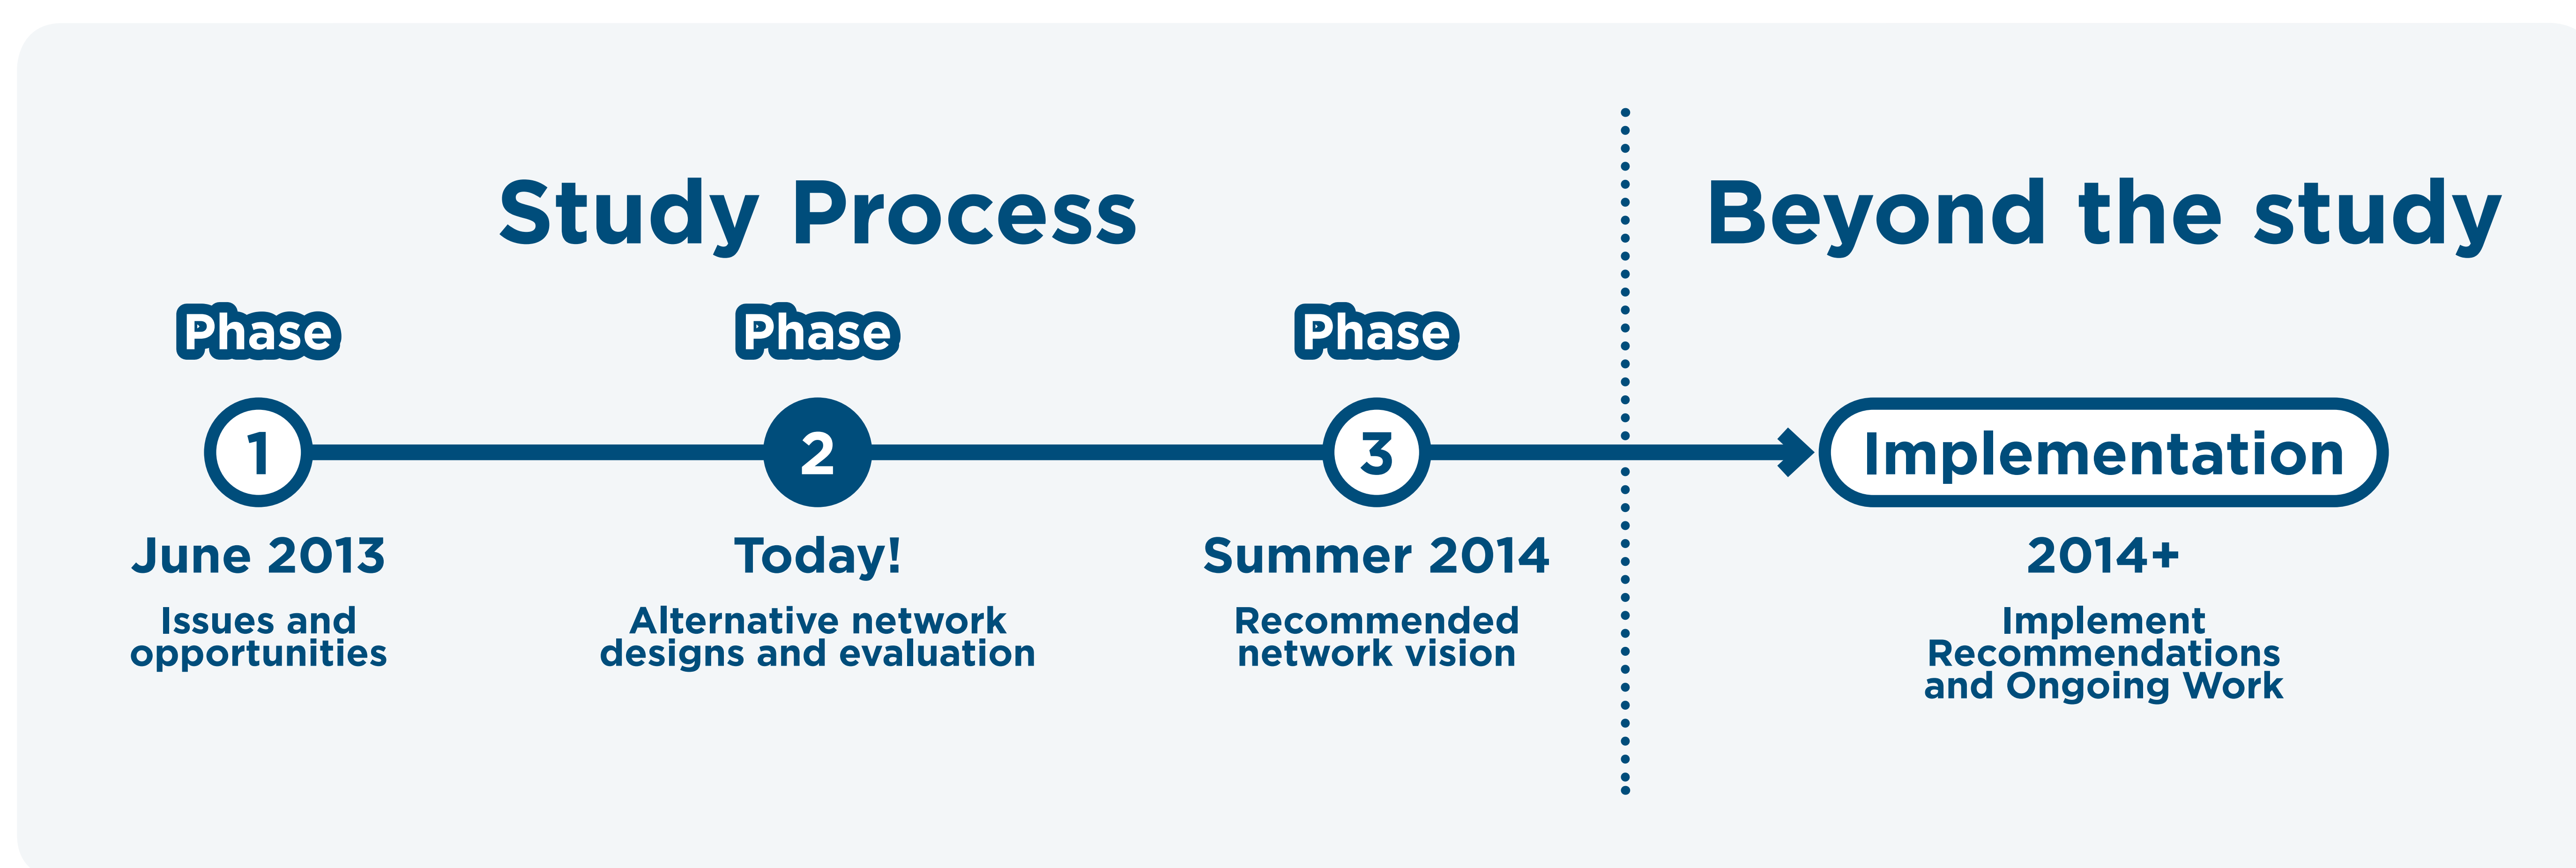 Study Process
Beyond the study
Phase
1
June 2013
Issues and
opportunities
Phase
2
Today!
Alternative network
designs and evaluation
Phase
3
Summer 2014
Recommended
network vision
Implementation
2014+
Implement
Recommendations
and Ongoing Work